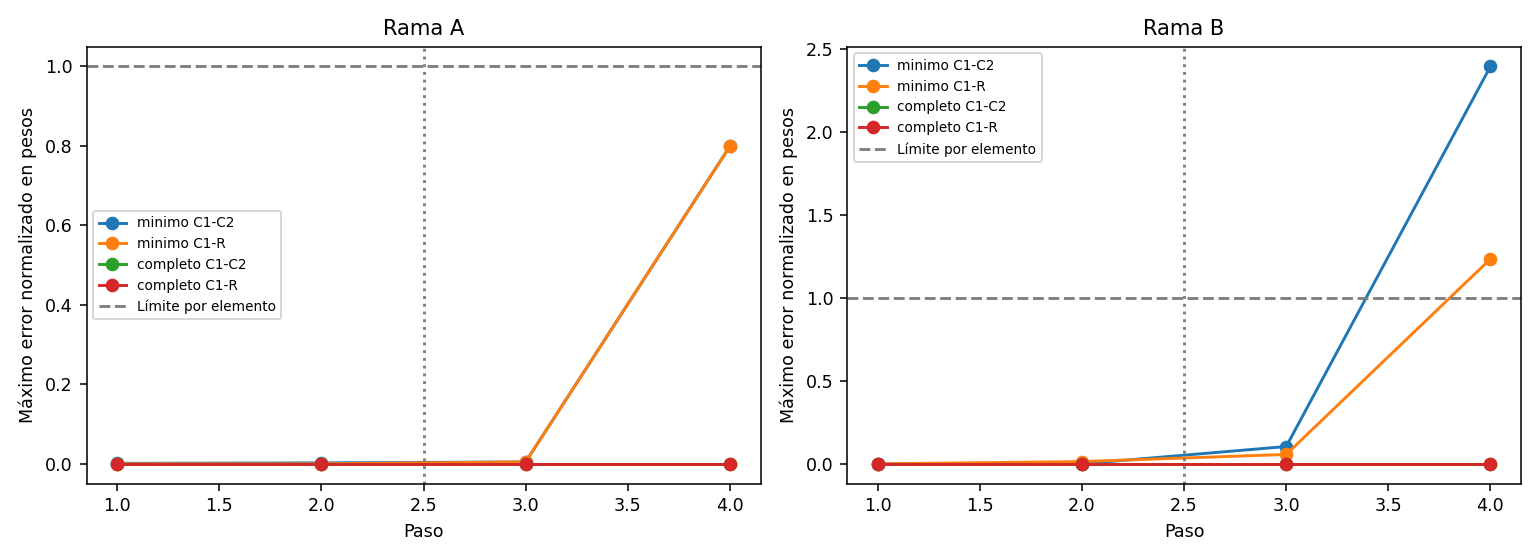 Rama A
Máximo error normalizado en pesos
1.0
0.8
0.6
0.4
0.2
0.0
minimo C1-C2
minimo C1-R
completo C1-C2
completo C1-R
Límite por elemento
1.0 1.5 2.0 2.5 3.0 3.5 4.0
Paso
Rama B
Máximo error normalizado en pesos
2.5
2.0
1.5
1.0
0.5
0.0
minimo C1-C2
minimo C1-R
completo C1-C2
completo C1-R
Límite por elemento
1.0 1.5 2.0 2.5 3.0 3.5 4.0
Paso